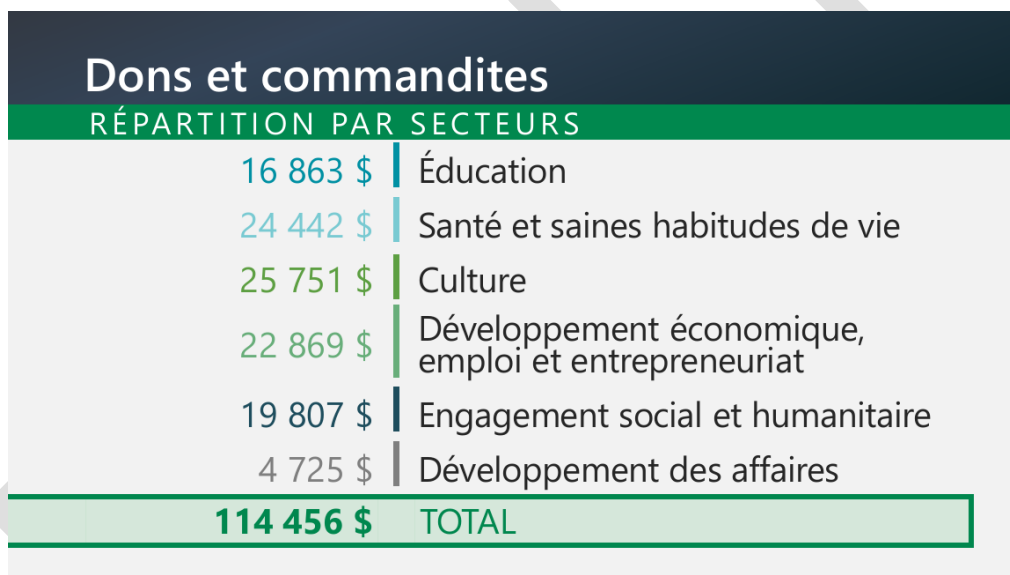 Dons et commandites
RÉPARTITION PAR SECTEURS
16 863 $ Éducation
24 442 $ Santé et saines habitudes de vie
25 751 $ Culture
22 869 $ Développement économique,
emploi et entrepreneuriat
19 807 $ Engagement social et humanitaire
4 725 $ Développement des affaires
114 456 $ TOTAL